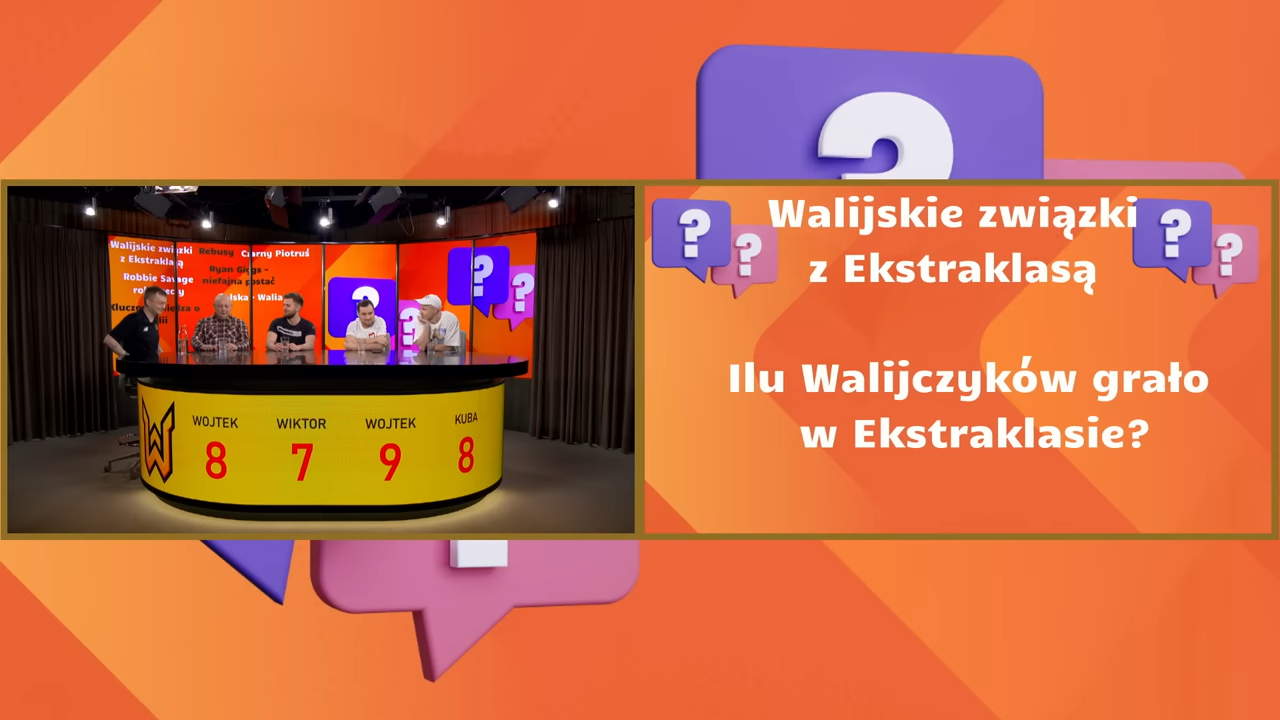 Walijskie związki
z Ekstraklasą
Robbie Savage
Rebusy
Czarny Piotruś
Ryan Giggs -
niefajna postać
WOJTEK
WIKTOR
WOJTEK
KUBA
8
7
9
8
Walijskie związki
z Ekstraklasą
Ilu Walijczyków grało
w Ekstraklasie?